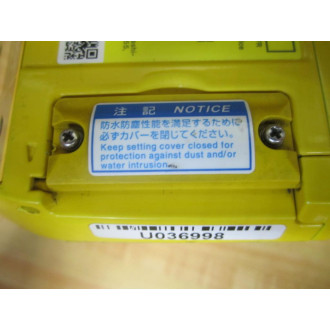 注 記 NOTICE
防水防塵性能を満足するために
必ずカバーを閉じてください。
Keep setting cover closed for
protection against dust and/or
water intrusion.
U036998